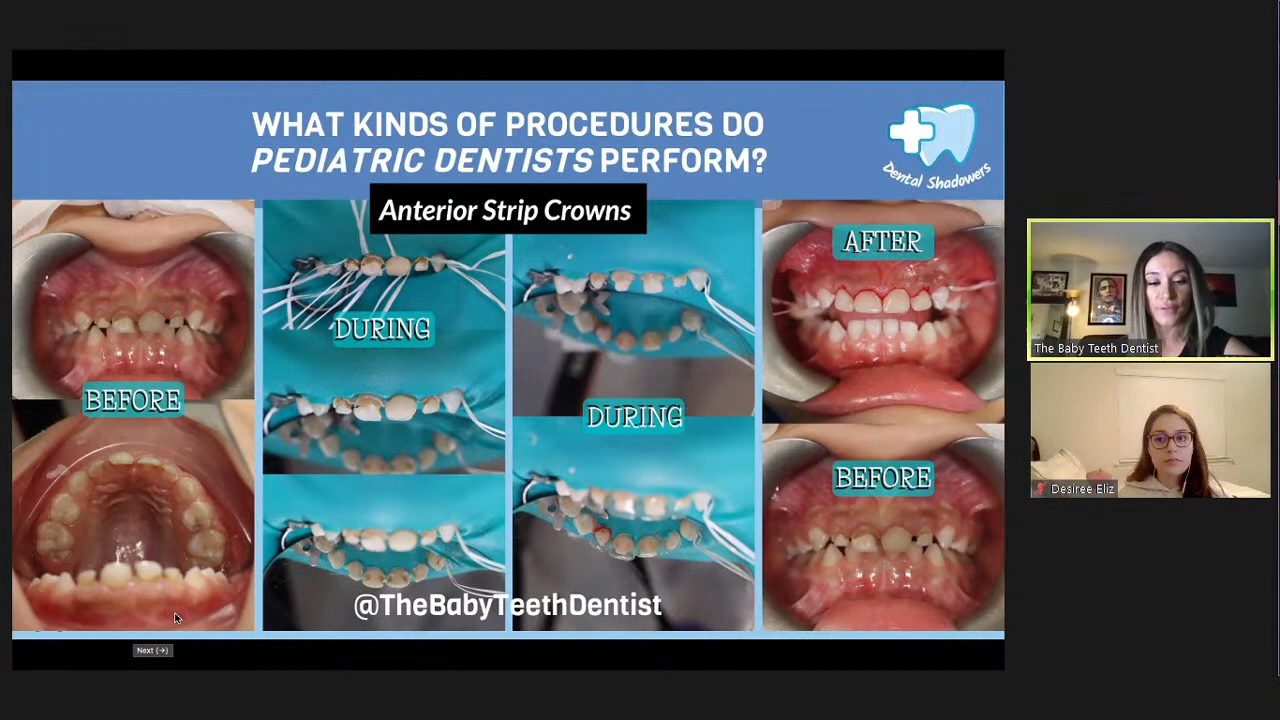 WHAT KINDS OF PROCEDURES DO
PEDIATRIC DENTISTS PERFORM?
Dental Shadowers
Anterior Strip Crowns
BEFORE
DURING
DURING
AFTER
BEFORE
@TheBabyTeethDentist
Next (→)
The Baby Teeth Dentist
Desiree Eliz